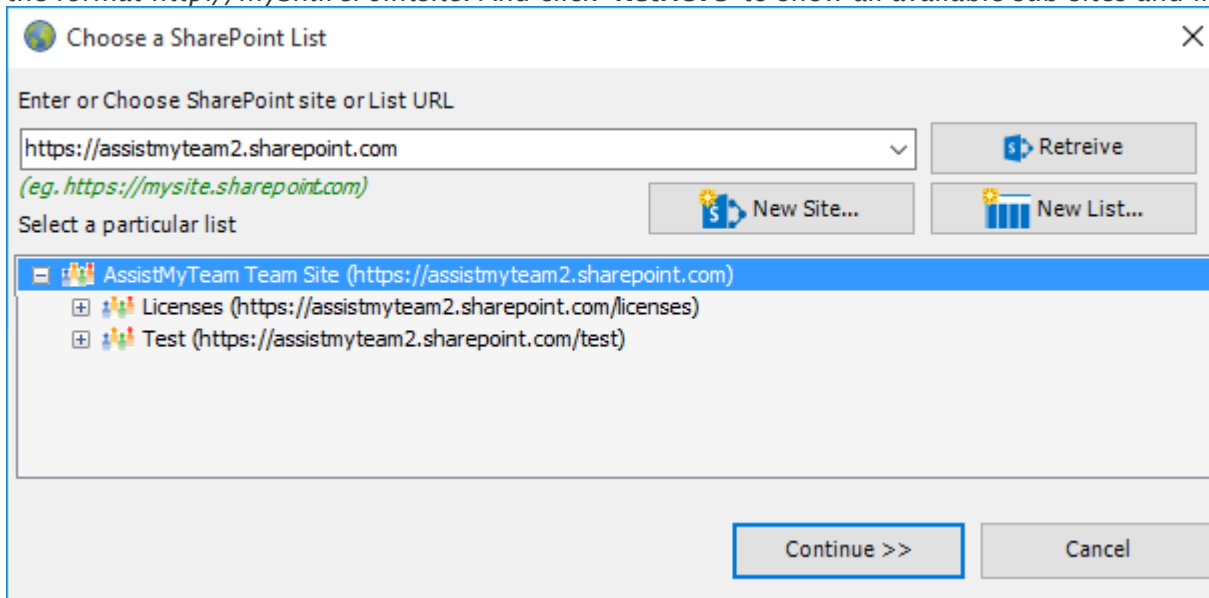 Choose a SharePoint List
Enter or Choose SharePoint site or List URL
https://assistmyteam2.sharepoint.com
Retreive
(eg. https://mysite.sharepoint.com)
New Site...
New List...
Select a particular list
AssistMyTeam Team Site (https://assistmyteam2.sharepoint.com)
Licenses (https://assistmyteam2.sharepoint.com/licenses)
Test (https://assistmyteam2.sharepoint.com/test)
Continue >>
Cancel